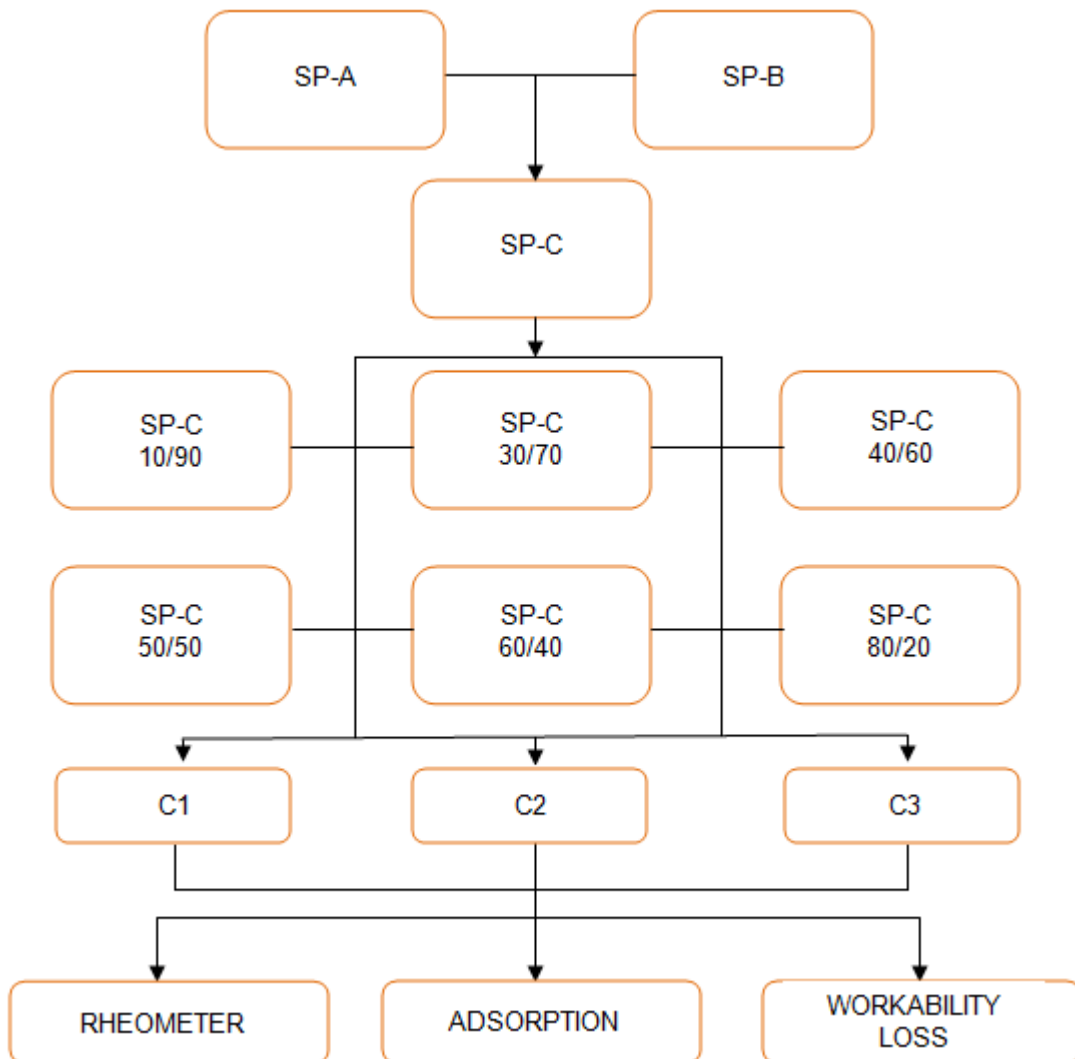 SP-A
SP-B
SP-C
SP-C
10/90
SP-C
30/70
SP-C
40/60
SP-C
50/50
SP-C
60/40
SP-C
80/20
C1
C2
C3
RHEOMETER
ADSORPTION
WORKABILITY
LOSS